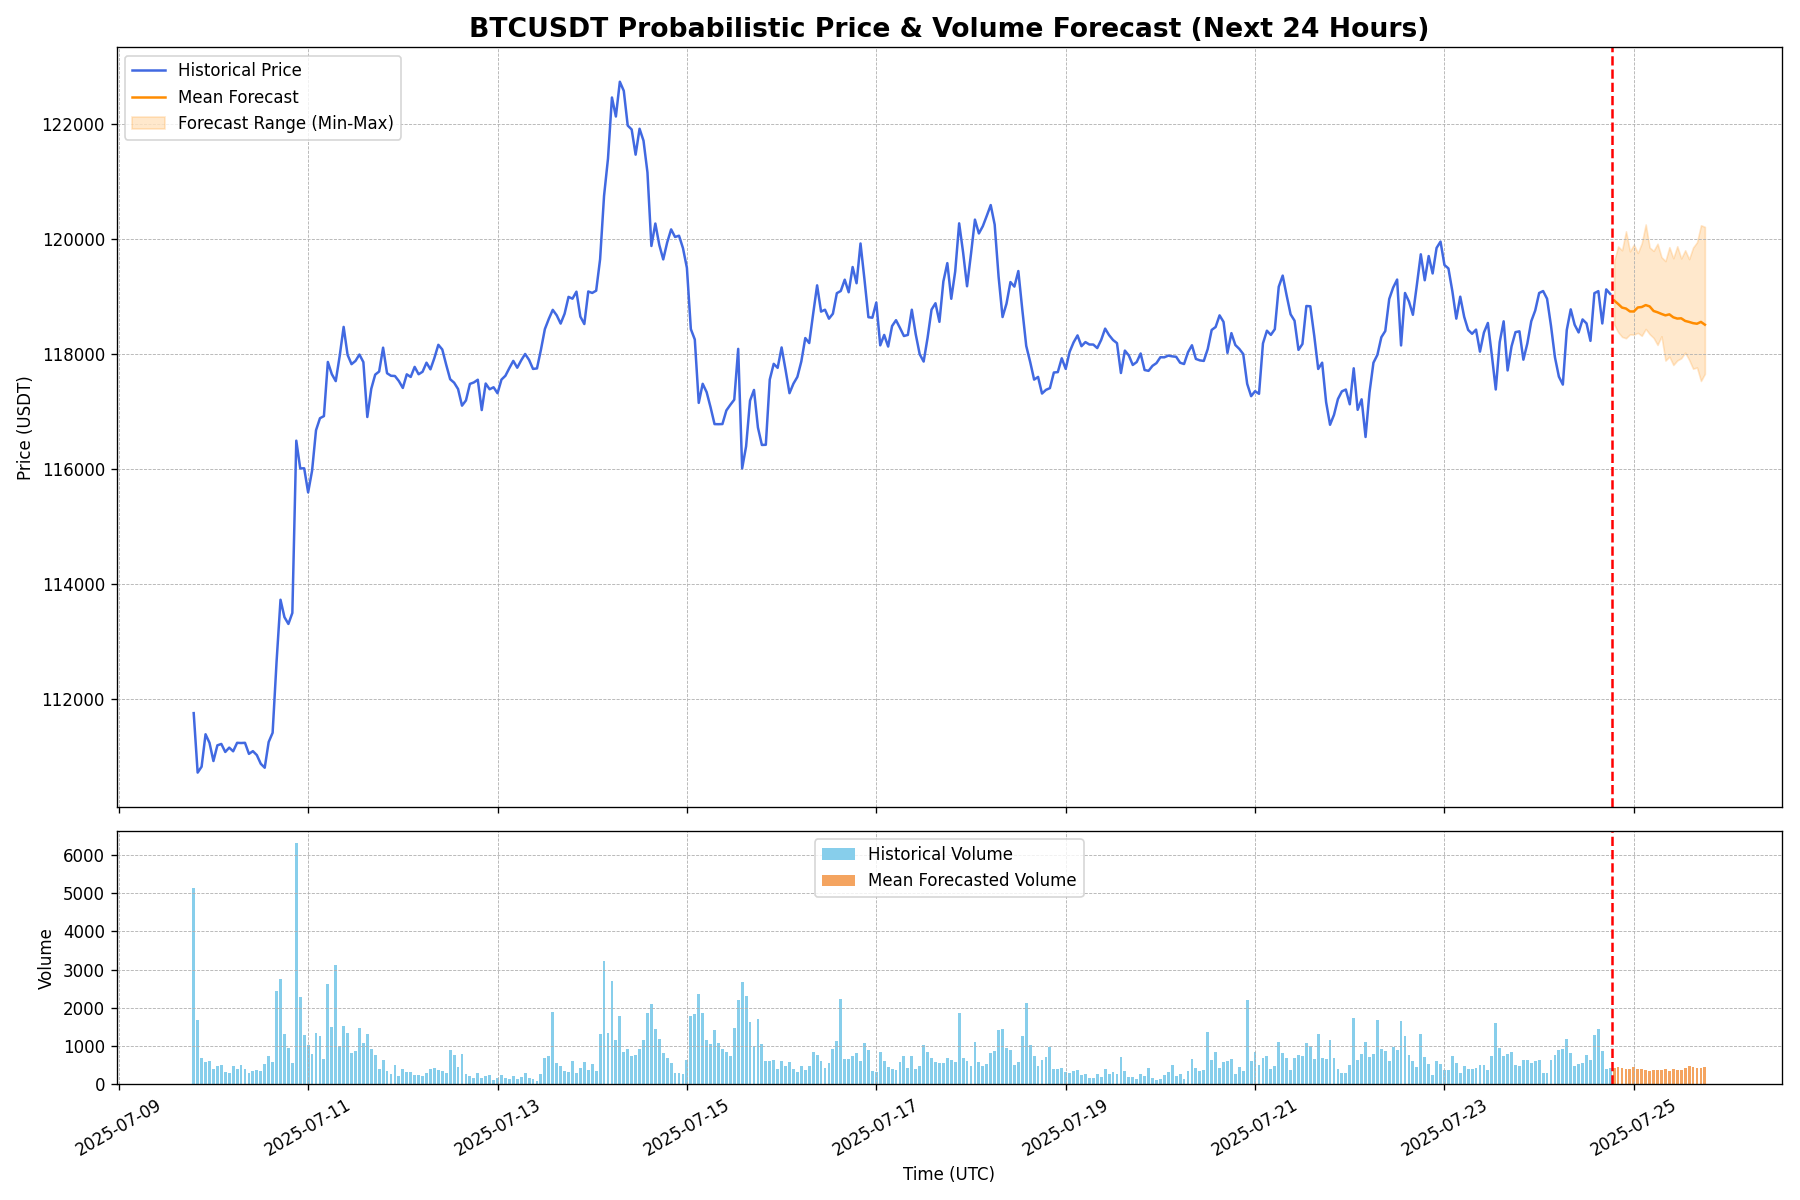 BTCUSDT Probabilistic Price & Volume Forecast (Next 24 Hours)
Historical Price
Mean Forecast
Forecast Range (Min-Max)
122000
120000
118000
116000
114000
112000
Price (USDT)
Historical Volume
Mean Forecasted Volume
6000
5000
4000
3000
2000
1000
0
Volume
2025-07-09
2025-07-11
2025-07-13
2025-07-15
2025-07-17
2025-07-19
2025-07-21
2025-07-23
2025-07-25
Time (UTC)